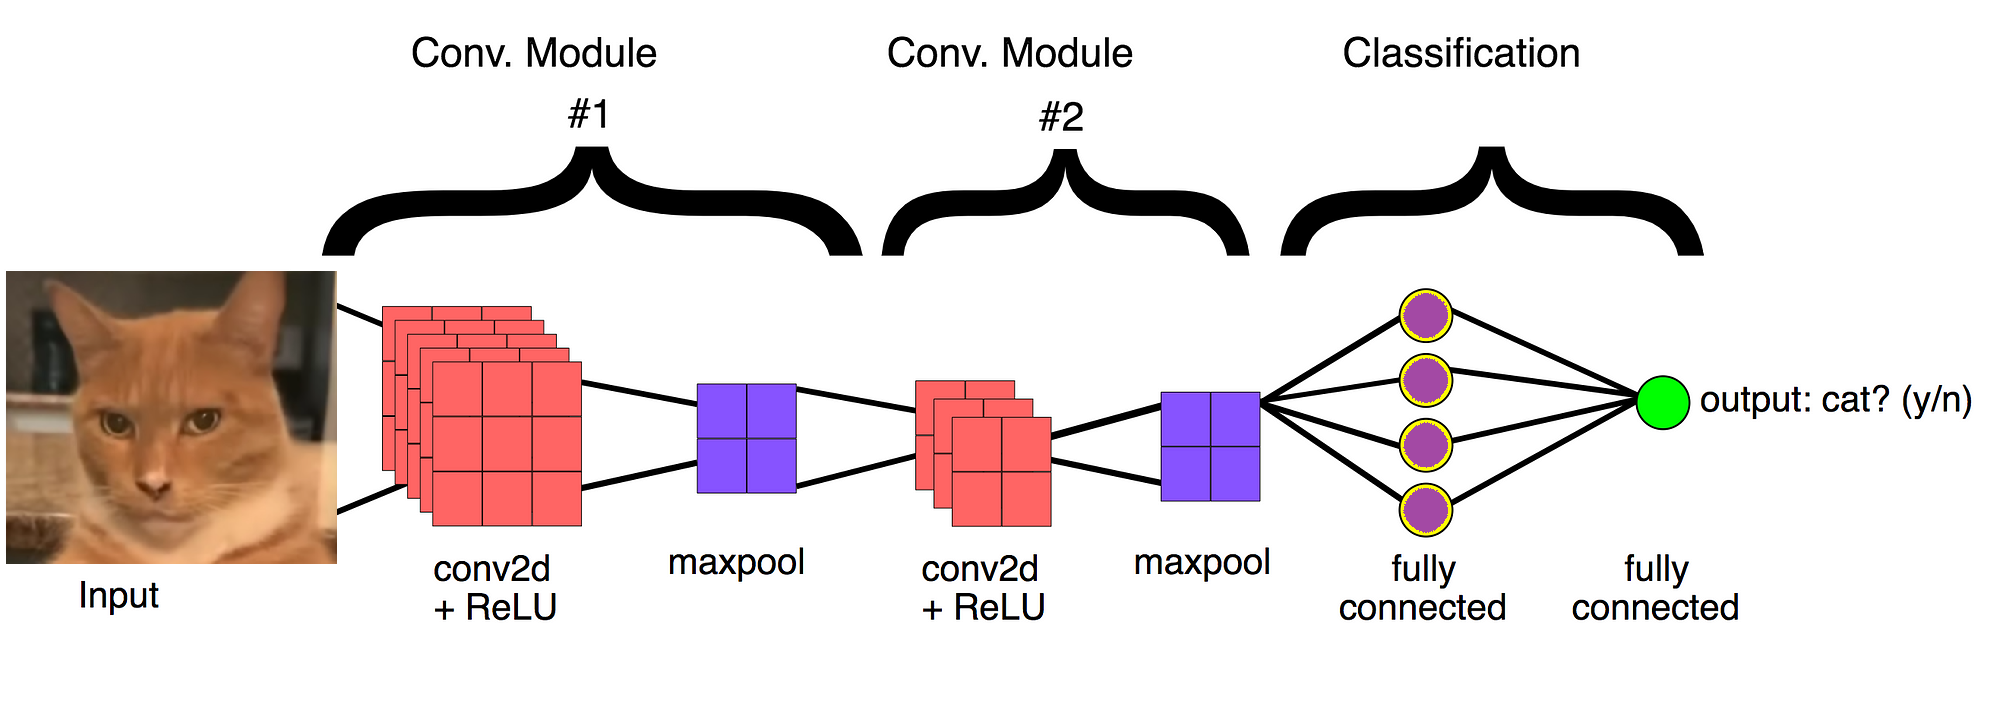 Conv. Module
#1
Conv. Module
#2
Classification
Input
conv2d
+ ReLU
maxpool
conv2d
+ ReLU
maxpool
fully
connected
fully
connected
output: cat? (y/n)